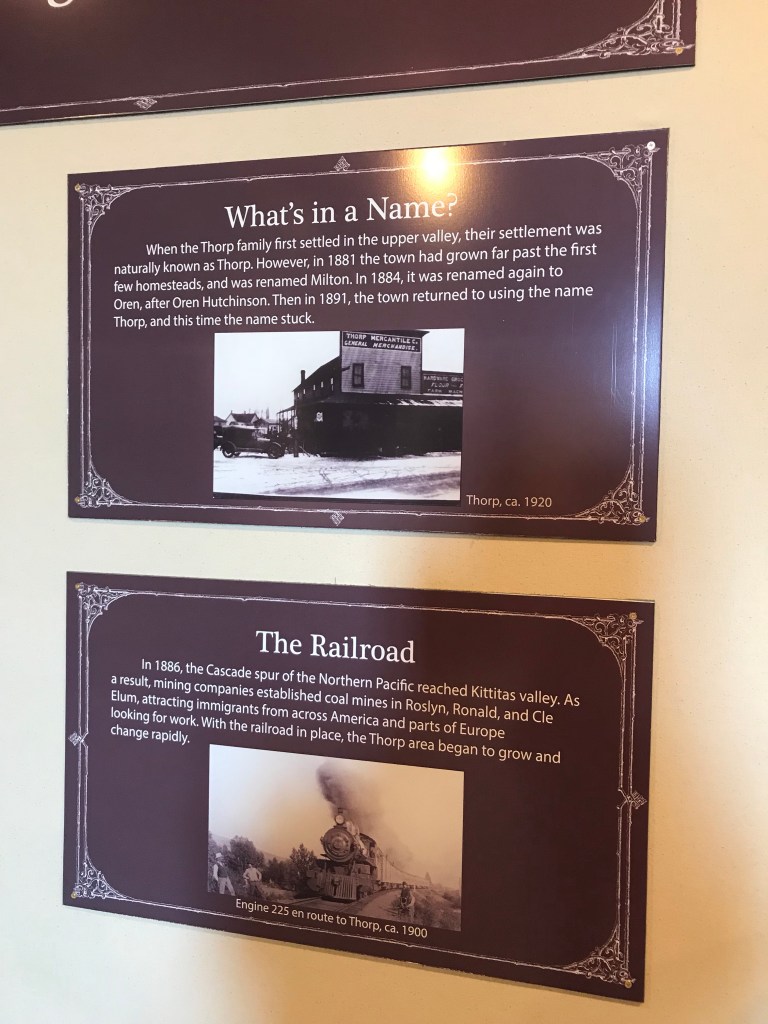 What's in a Name?
When the Thorp family first settled in the upper valley, their settlement was
naturally known as Thorp. However, in 1881 the town had grown far past the first
few homesteads, and was renamed Milton. In 1884, it was renamed again to
Oren, after Oren Hutchinson. Then in 1891, the town returned to using the name
Thorp, and this time the name stuck.
THORP MERCANTILE CO.
GENERAL MERCHANDISE.
FLOUR
Thorp, ca. 1920
The Railroad
In 1886, the Cascade spur of the Northern Pacific reached Kittitas valley. As
a result, mining companies established coal mines in Roslyn, Ronald, and Cle
Elum, attracting immigrants from across America and parts of Europe
looking for work. With the railroad in place, the Thorp area began to grow and
change rapidly.
Engine 225 en route to Thorp, ca. 1900